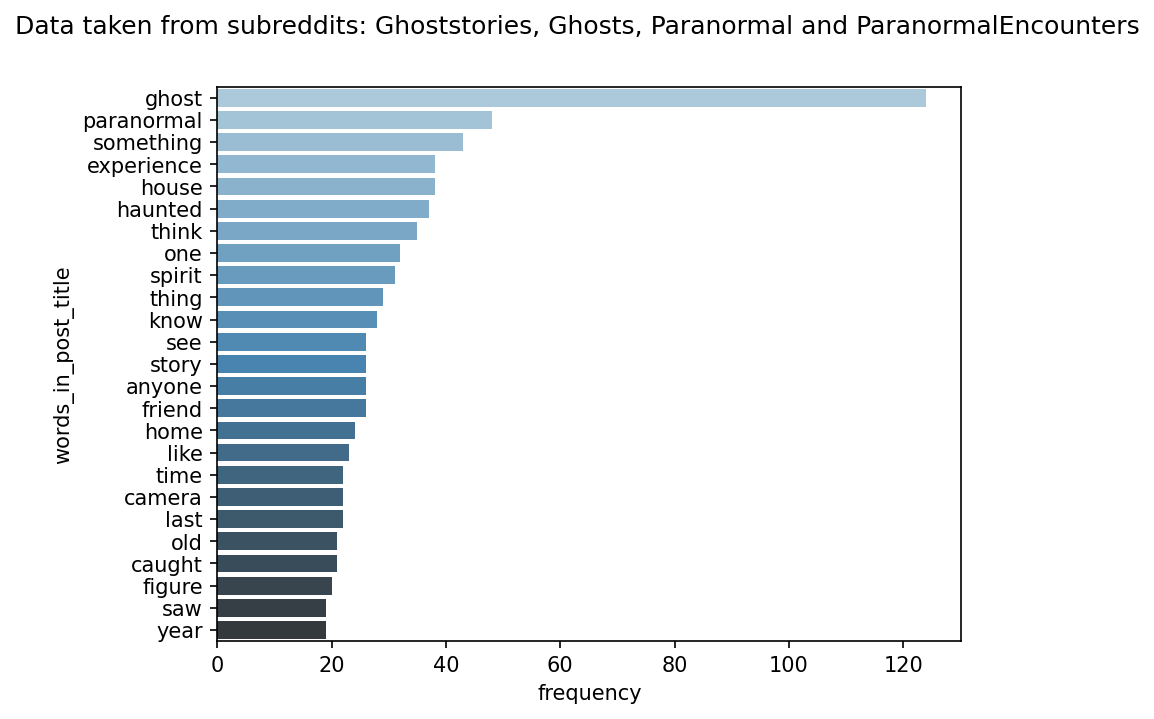 Data taken from subreddits: Ghoststories, Ghosts, Paranormal and ParanormalEncounters
words_in_post_title
ghost
paranormal
something
experience
house
haunted
think
one
spirit
thing
know
see
story
anyone
friend
home
like
time
camera
last
old
caught
figure
saw
year
0 20 40 60 80 100 120
frequency